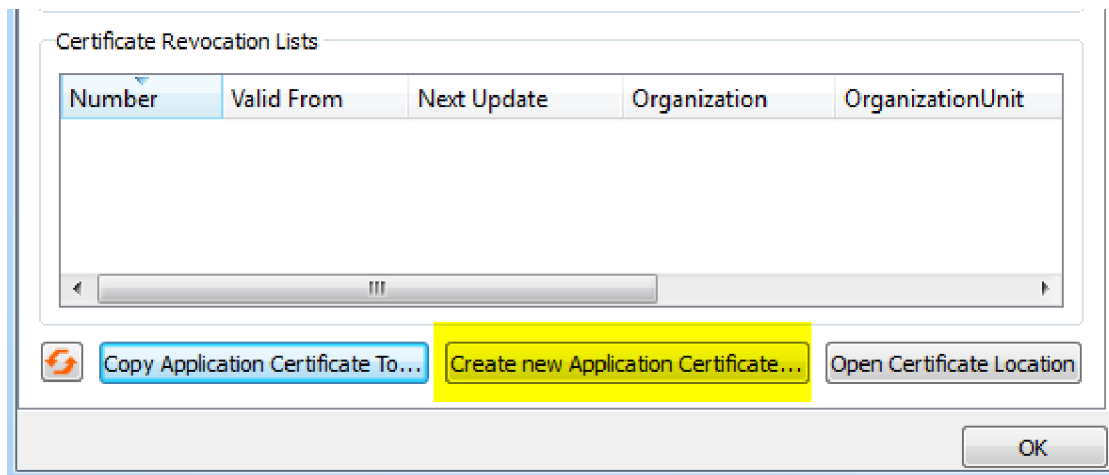 Certificate Revocation Lists
Number Valid From Next Update Organization OrganizationUnit
Copy Application Certificate To... Create new Application Certificate... Open Certificate Location
OK